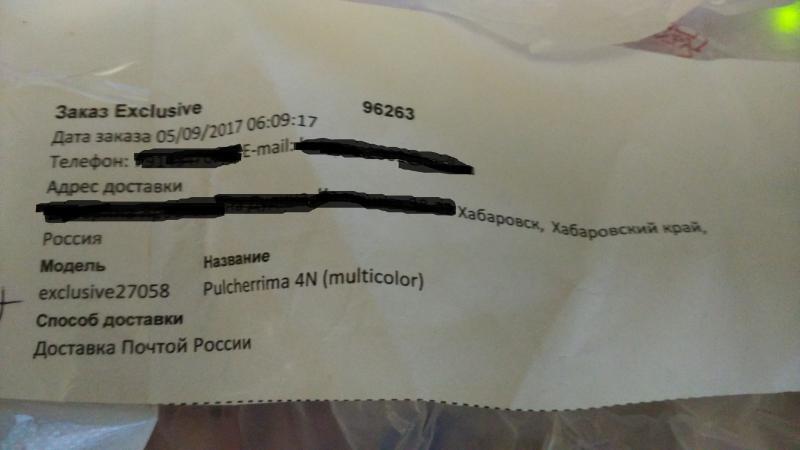 Заказ Exclusive 96263
Дата заказа 05/09/2017 06:09:17
Телефон: E-mail:
Адрес доставки
Хабаровск, Хабаровский край,
Россия
Модель Название
exclusive27058 Pulcherrima 4N (multicolor)
Способ доставки
Доставка Почтой России